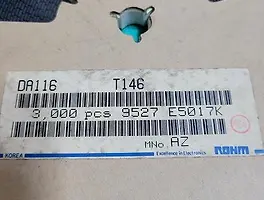 DA116 T146
3,000 pcs 9527 E5017K
MNo. AZ
KOREA Excellence in Electronics ROHM